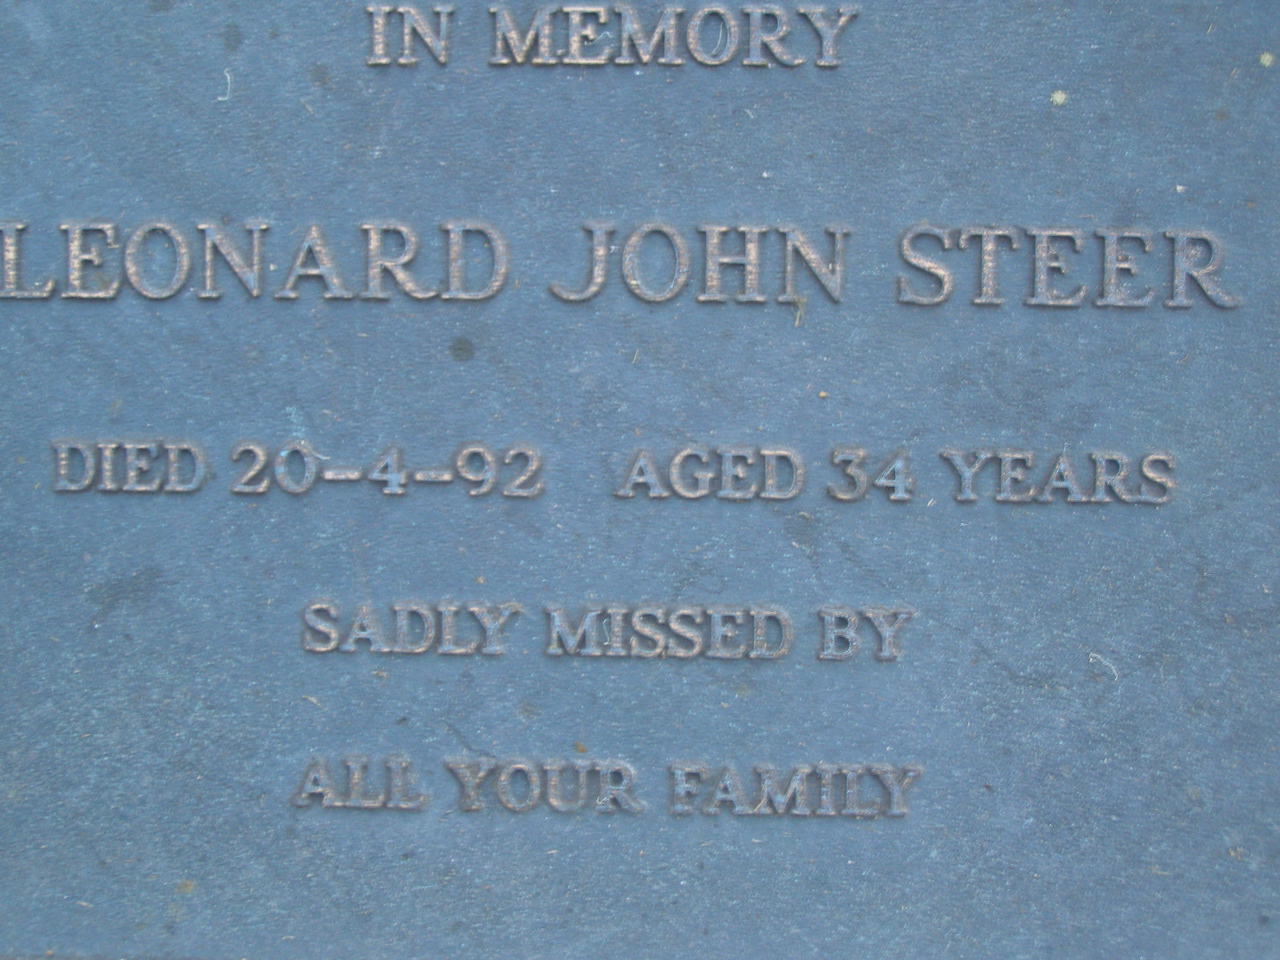 IN MEMORY
LEONARD JOHN STEER
DIED 20-4-92 AGED 34 YEARS
SADLY MISSED BY
ALL YOUR FAMILY